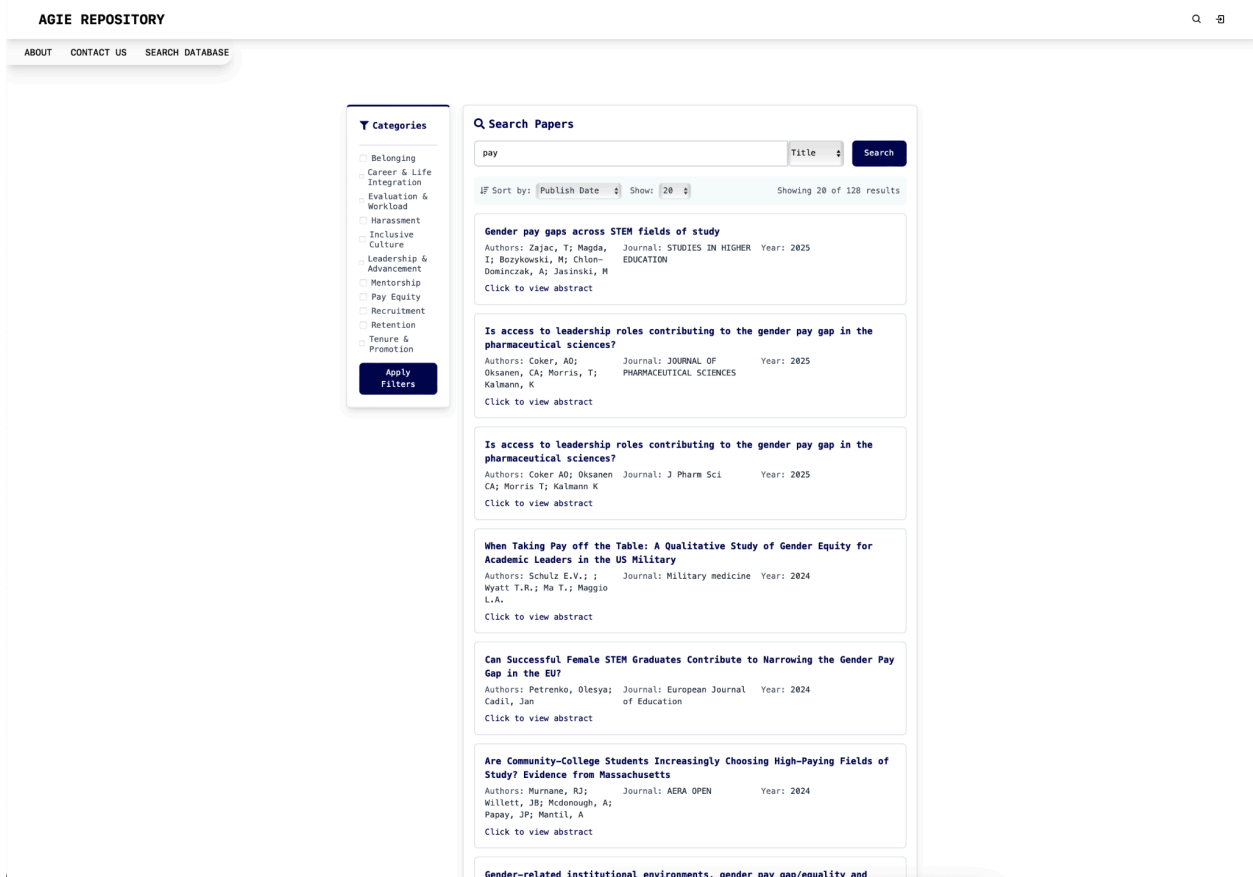 AGIE REPOSITORY
ABOUT CONTACT US SEARCH DATABASE
Categories
Belonging
Career & Life
Integration
Evaluation &
Workload
Harassment
Inclusive
Culture
Leadership &
Advancement
Mentorship
Pay Equity
Recruitment
Retention
Tenure &
Promotion
Apply
Filters
Search Papers
pay Title Search
Sort by: Publish Date Show: 20 Showing 20 of 128 results
Gender pay gaps across STEM fields of study
Authors: Zajac, T; Magda, Journal: STUDIES IN HIGHER Year: 2025
I; Bozykowski, M; Chlon- EDUCATION
Dominczak, A; Jasinski, M
Click to view abstract
Is access to leadership roles contributing to the gender pay gap in the
pharmaceutical sciences?
Authors: Coker, AO; Journal: JOURNAL OF Year: 2025
Oksanen, CA; Morris, T; PHARMACEUTICAL SCIENCES
Kalmann, K
Click to view abstract
Is access to leadership roles contributing to the gender pay gap in the
pharmaceutical sciences?
Authors: Coker AO; Oksanen Journal: J Pharm Sci Year: 2025
CA; Morris T; Kalmann K
Click to view abstract
When Taking Pay off the Table: A Qualitative Study of Gender Equity for
Academic Leaders in the US Military
Authors: Schulz E.V.; ; Journal: Military medicine Year: 2024
Wyatt T.R.; Ma T.; Maggio
L.A.
Click to view abstract
Can Successful Female STEM Graduates Contribute to Narrowing the Gender Pay
Gap in the EU?
Authors: Petrenko, Olesya; Journal: European Journal Year: 2024
Cadil, Jan of Education
Click to view abstract
Are Community-College Students Increasingly Choosing High-Paying Fields of
Study? Evidence from Massachusetts
Authors: Murnane, RJ; Journal: AERA OPEN Year: 2024
Willett, JB; Mcdonough, A;
Papay, JP; Mantil, A
Click to view abstract
Gender-related institutional environments, gender pay gap/equality and